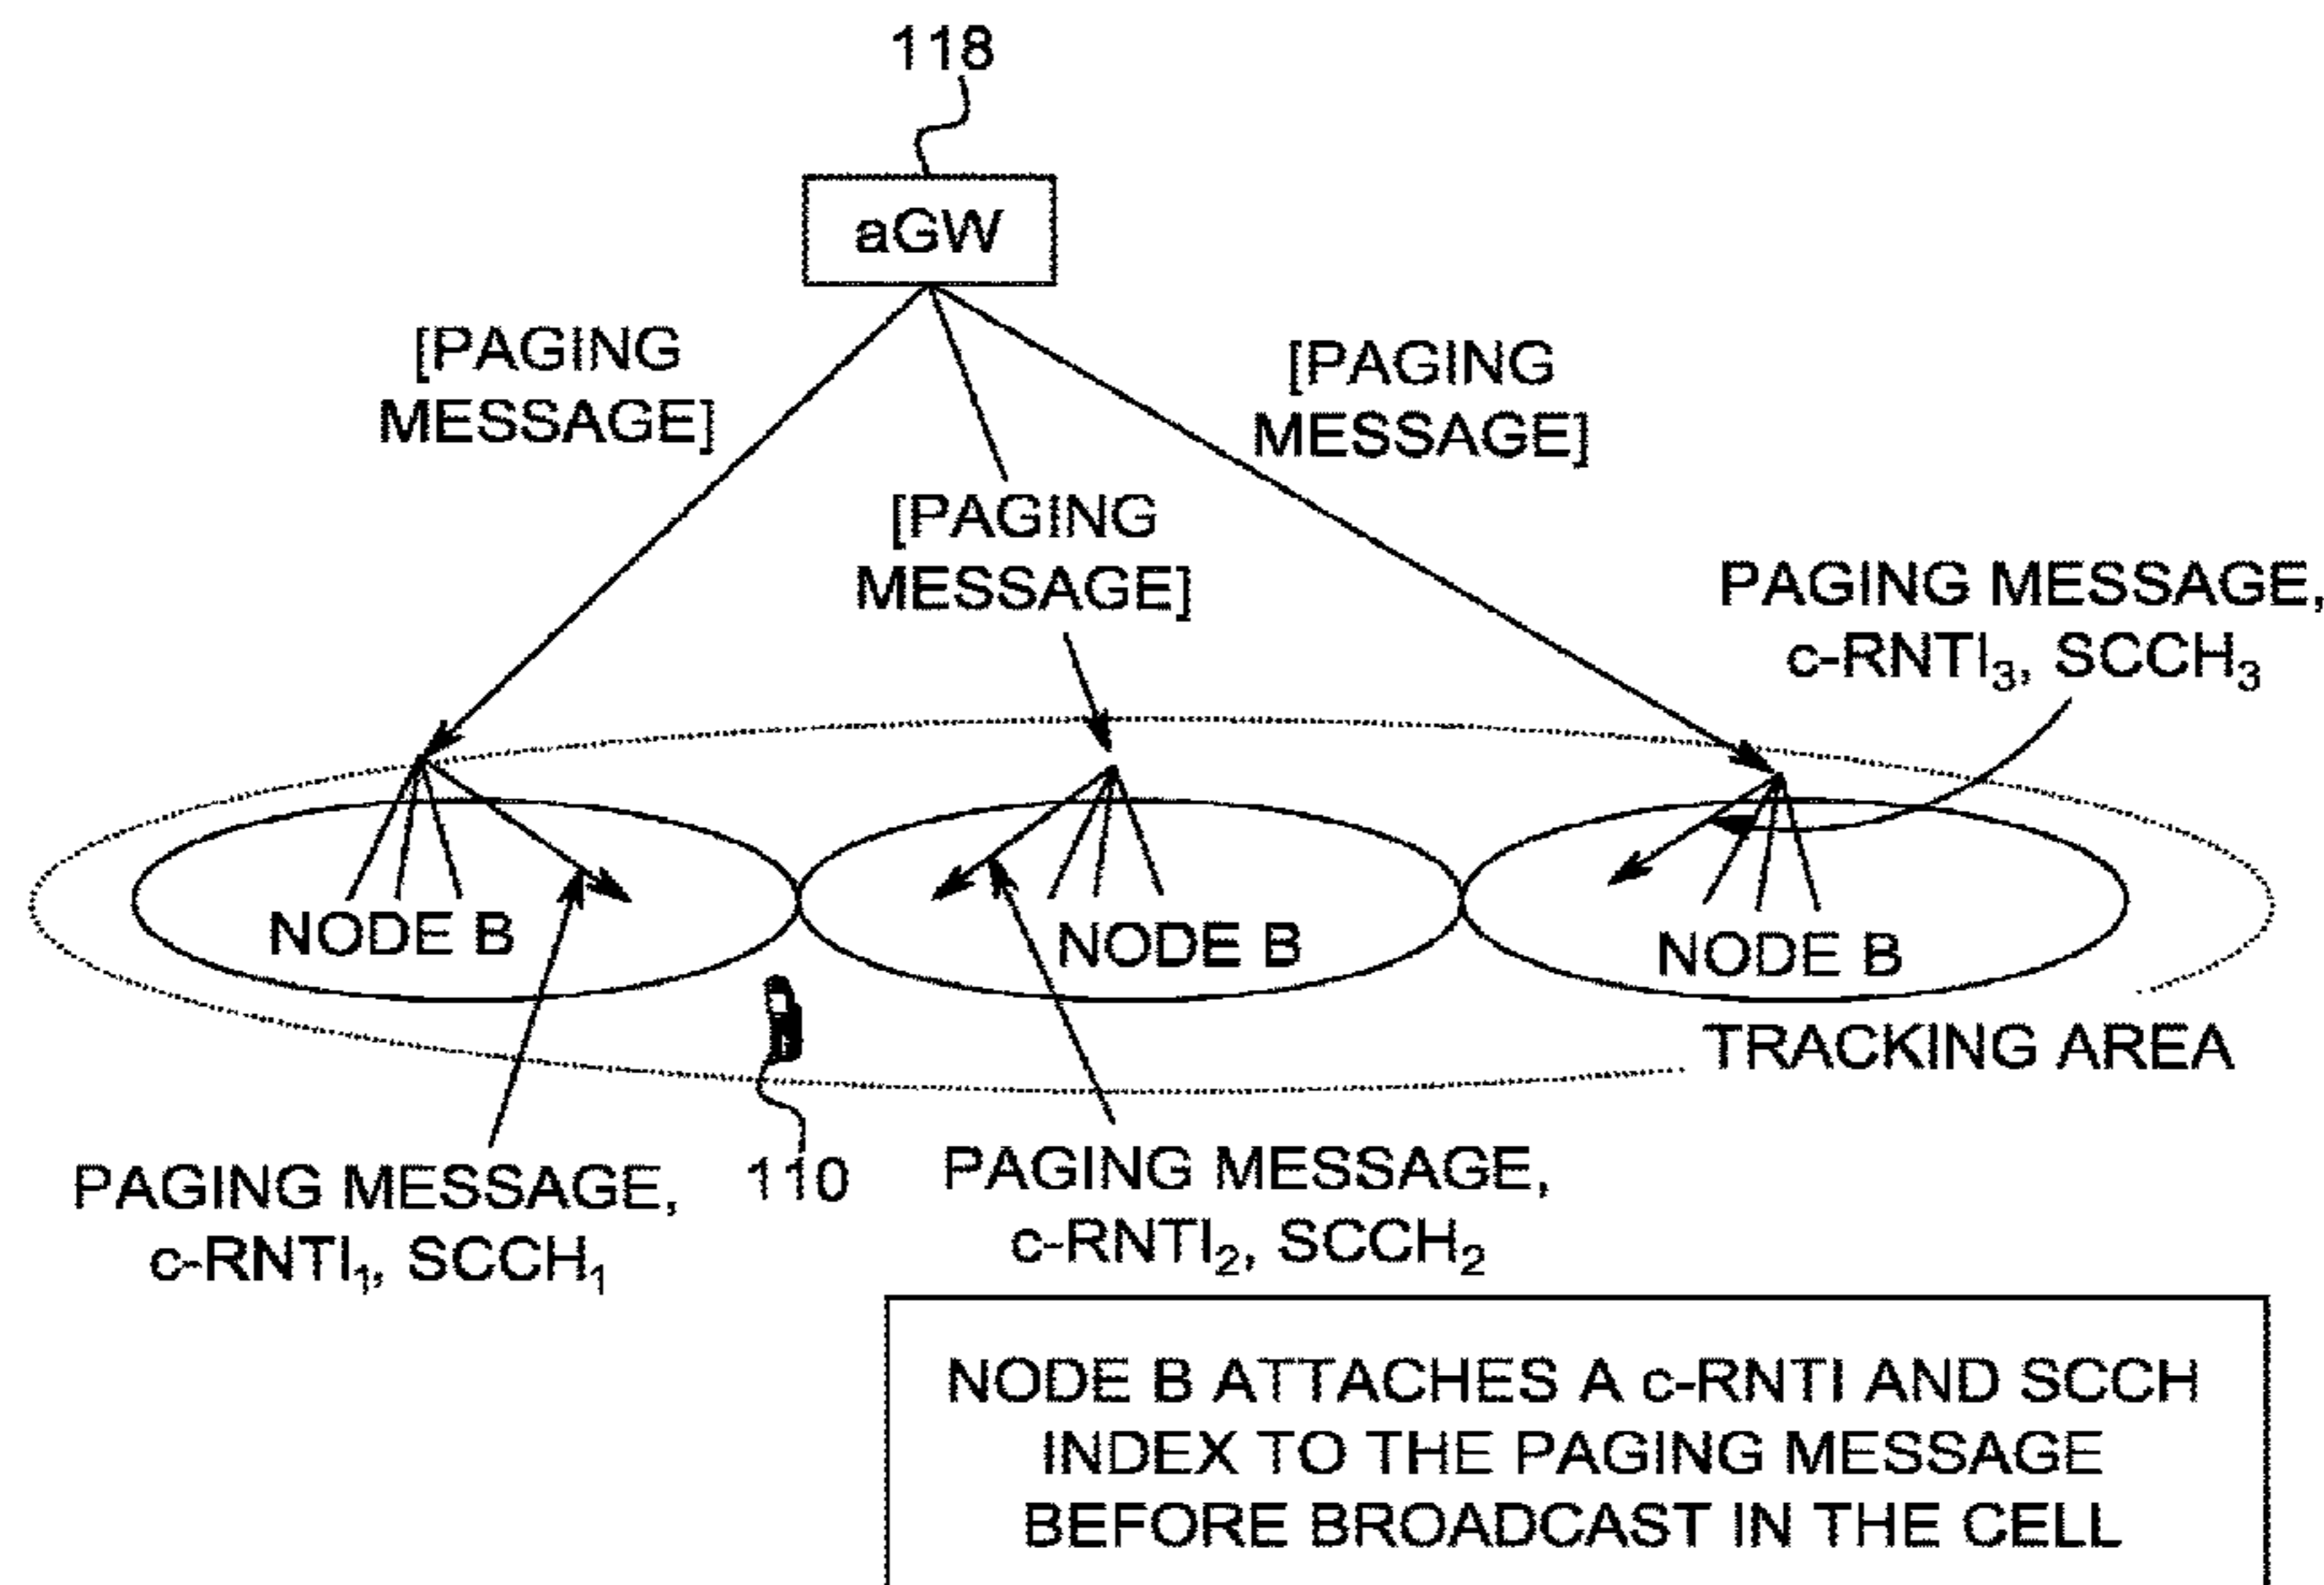 118
aGW
[PAGING
MESSAGE]
[PAGING
MESSAGE]
[PAGING
MESSAGE]
PAGING MESSAGE,
c-RNTI₃, SCCH₃
NODE B
NODE B
NODE B
TRACKING AREA
PAGING MESSAGE,
c-RNTI₁, SCCH₁
110
PAGING MESSAGE,
c-RNTI₂, SCCH₂
NODE B ATTACHES A c-RNTI AND SCCH
INDEX TO THE PAGING MESSAGE
BEFORE BROADCAST IN THE CELL